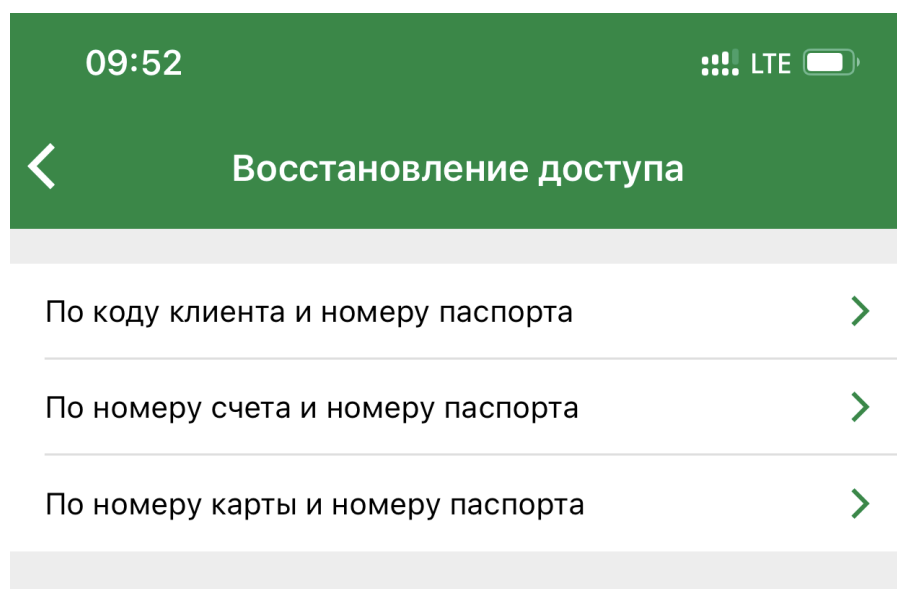 09:52 LTE
Восстановление доступа
По коду клиента и номеру паспорта
По номеру счета и номеру паспорта
По номеру карты и номеру паспорта